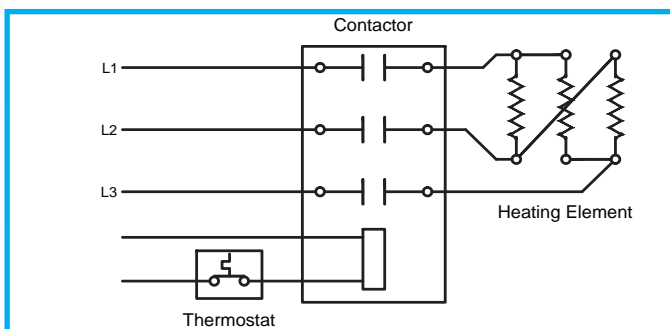 Contactor
L1
L2
L3
Heating Element
Thermostat